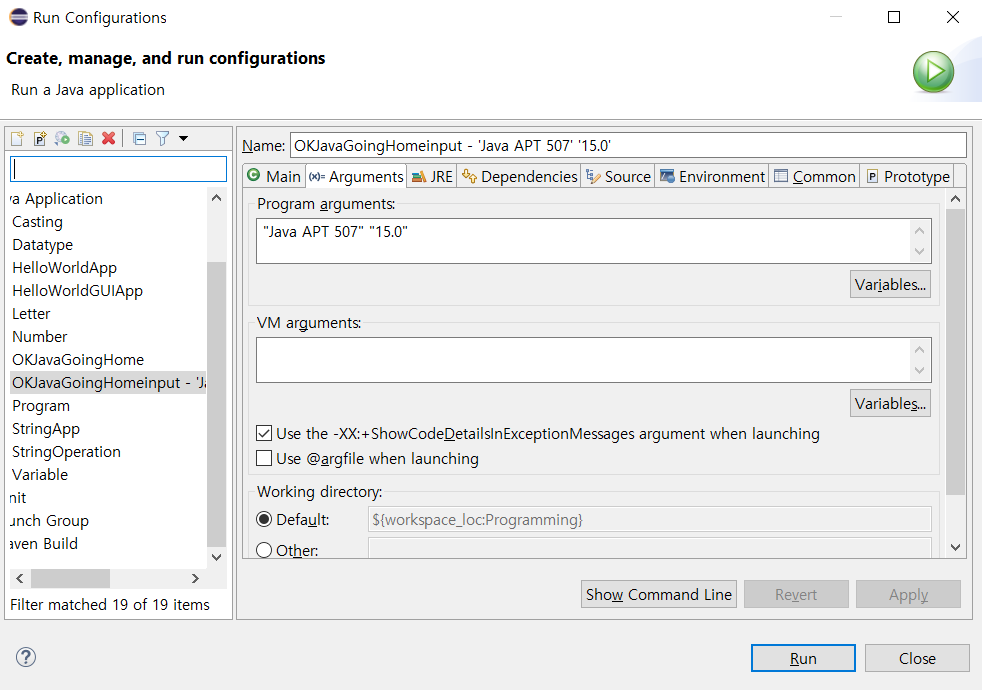 Run Configurations
Create, manage, and run configurations
Run a Java application
Name: OKJavaGoingHomeinput - 'Java APT 507' '15.0'
Main (x)= Arguments JRE Dependencies Source Environment Common Prototype
va Application
Casting
Datatype
HelloWorldApp
HelloWorldGUIApp
Letter
Number
OKJavaGoingHome
OKJavaGoingHomeinput - 'Ja
Program
StringApp
StringOperation
Variable
nit
unch Group
aven Build
Filter matched 19 of 19 items
Program arguments:
"Java APT 507" "15.0"
Variables...
VM arguments:
Variables...
Use the -XX:+ShowCodeDetailsInExceptionMessages argument when launching
Use @argfile when launching
Working directory:
Default: ${workspace_loc:Programming}
Other:
Show Command Line Revert Apply
Run Close